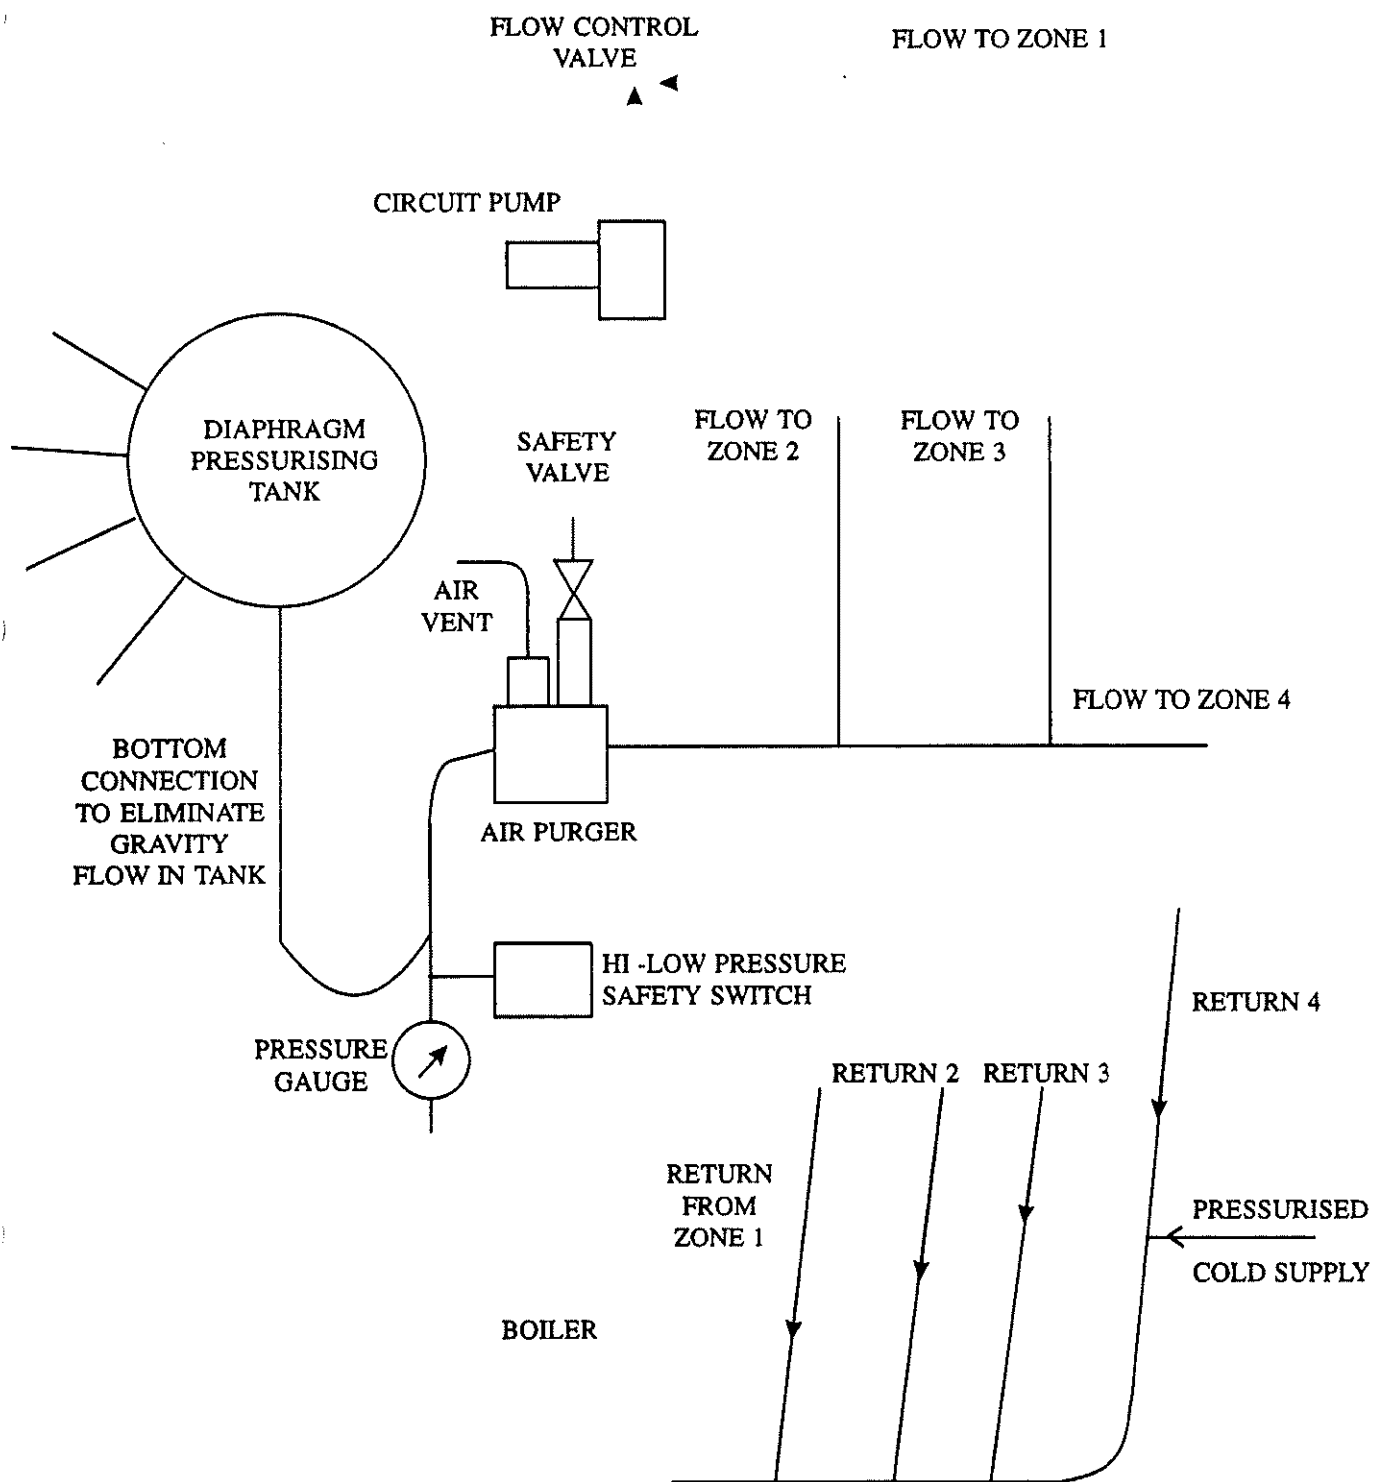 FLOW CONTROL
VALVE
FLOW TO ZONE 1
CIRCUIT PUMP
DIAPHRAGM
PRESSURISING
TANK
SAFETY
VALVE
FLOW TO
ZONE 2
FLOW TO
ZONE 3
AIR
VENT
FLOW TO ZONE 4
BOTTOM
CONNECTION
TO ELIMINATE
GRAVITY
FLOW IN TANK
AIR PURGER
HI -LOW PRESSURE
SAFETY SWITCH
RETURN 4
PRESSURE
GAUGE
RETURN 2
RETURN 3
RETURN
FROM
ZONE 1
PRESSURISED
COLD SUPPLY
BOILER